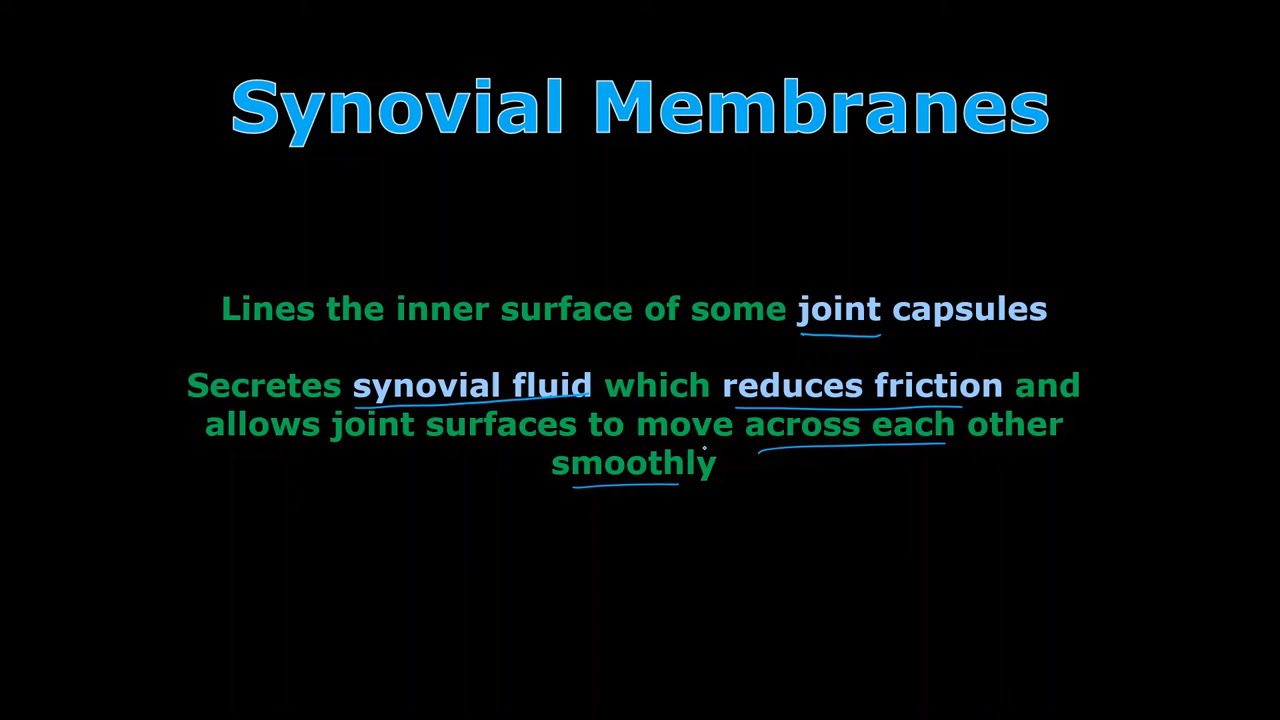 Synovial Membranes
Lines the inner surface of some joint capsules
Secretes synovial fluid which reduces friction and
allows joint surfaces to move across each other
smoothly